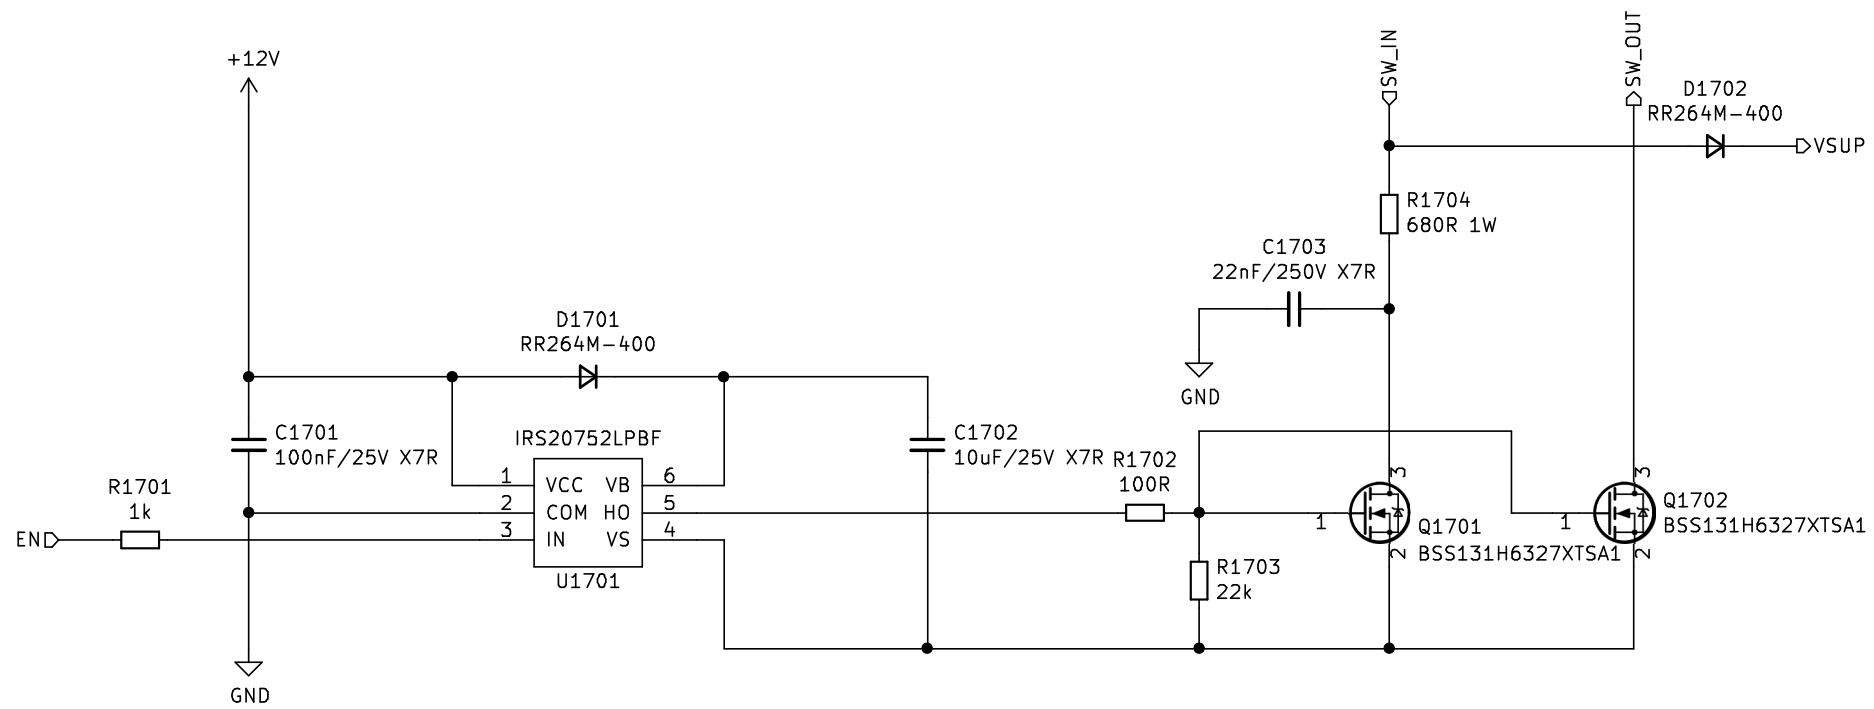 SW_IN
SW_OUT
+12V
D1702
RR264M-400
VSUP
R1704
680R 1W
C1703
22nF/250V X7R
D1701
RR264M-400
GND
C1701
100nF/25V X7R
IRS20752LPBF
C1702
10uF/25V X7R
R1702
100R
R1701
1k
1
VCC
VB
6
2
COM
HO
5
3
IN
VS
4
EN
U1701
3
1
2
Q1701
BSS131H6327XTSA1
3
1
2
Q1702
BSS131H6327XTSA1
R1703
22k
GND